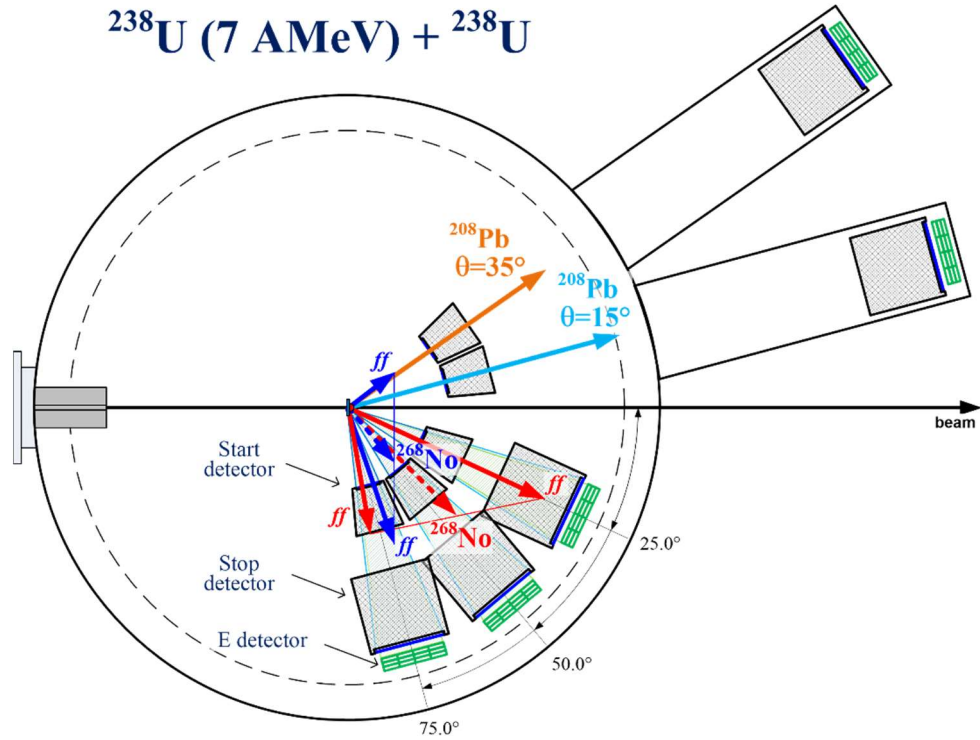 ²³⁸U (7 AMeV) + ²³⁸U
²⁰⁸Pb
θ=35°
²⁰⁸Pb
θ=15°
ff
beam
Start
detector
²⁶⁸No
ff
ff
²⁶⁸No
ff
25.0°
Stop
detector
E detector
50.0°
75.0°